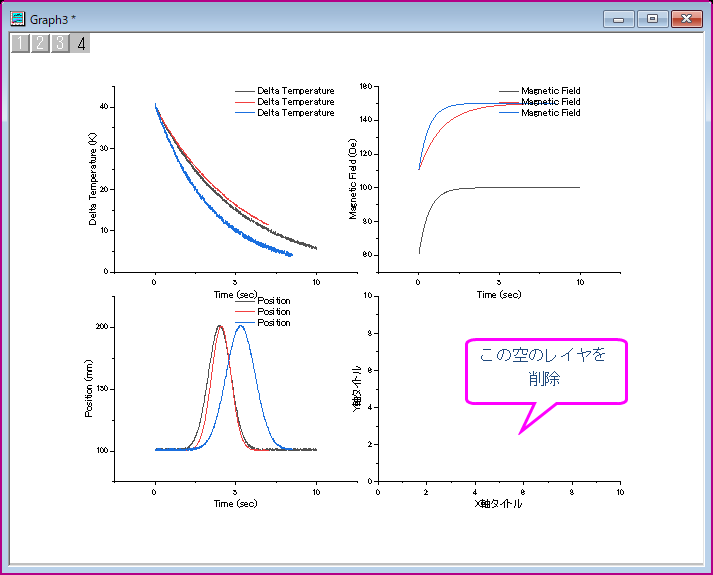 Graph3 *
1 2 3 4
Delta Temperature
Delta Temperature
Delta Temperature
Delta Temperature (K)
40
30
20
10
0
0 5 10
Time (sec)
Magnetic Field
Magnetic Field
Magnetic Field
Magnetic Field (Oe)
160
140
120
100
80
60
0 5 10
Time (sec)
Position
Position
Position
Position (mm)
200
150
100
0 5 10
Time (sec)
この空のレイヤを
削除
Y軸タイトル
10
8
6
4
2
0
0 2 4 6 8 10
X軸タイトル